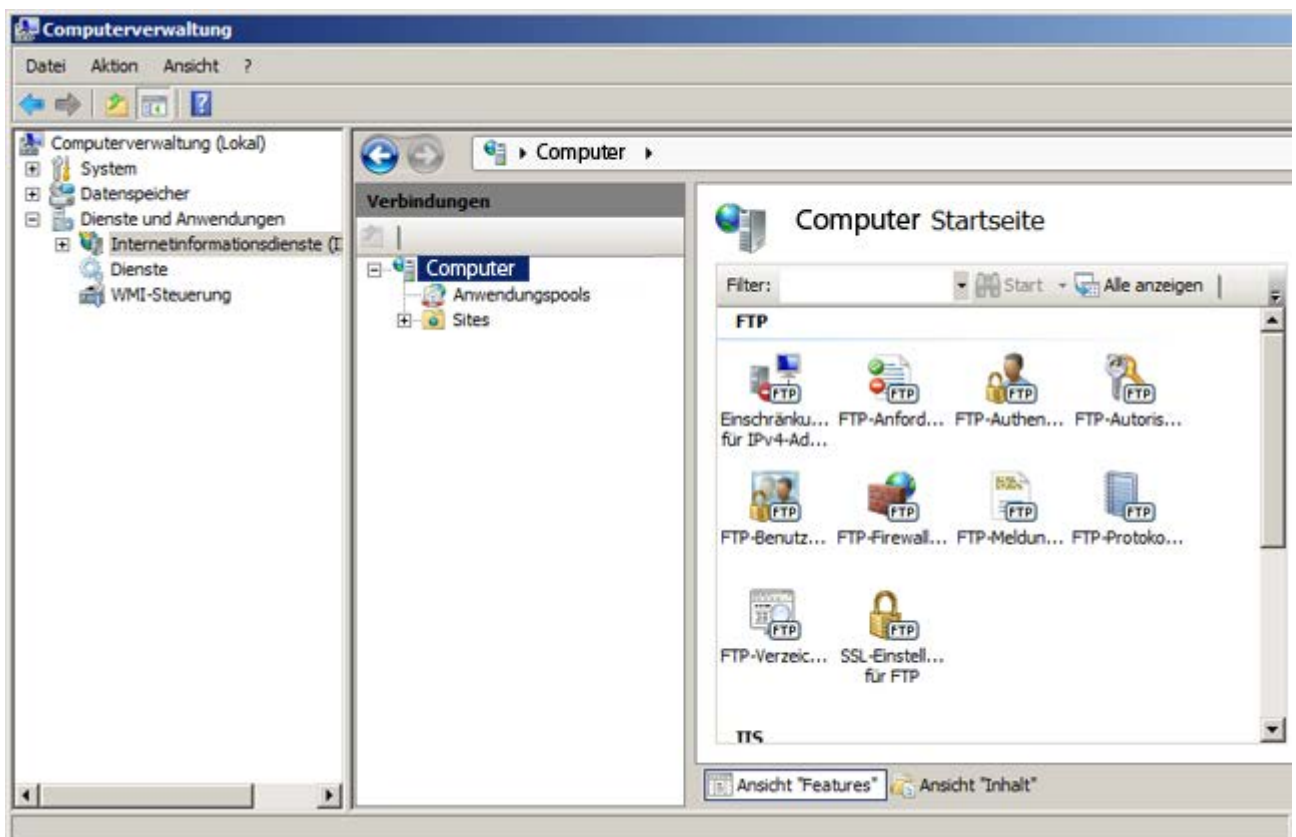 Computerverwaltung
Datei Aktion Ansicht ?
Computerverwaltung (Lokal)
System
Datenspeicher
Dienste und Anwendungen
Internetinformationsdienste (I
Dienste
WMI-Steuerung
Computer
Verbindungen
Computer
Anwendungspools
Sites
Computer Startseite
Filter: Start Alle anzeigen
FTP
Einschränku... für IPv4-Ad...
FTP-Anford...
FTP-Authen...
FTP-Autoris...
FTP-Benutz...
FTP-Firewall...
FTP-Meldun...
FTP-Protoko...
FTP-Verzeic...
SSL-Einstell... für FTP
IIS
Ansicht "Features" Ansicht "Inhalt"